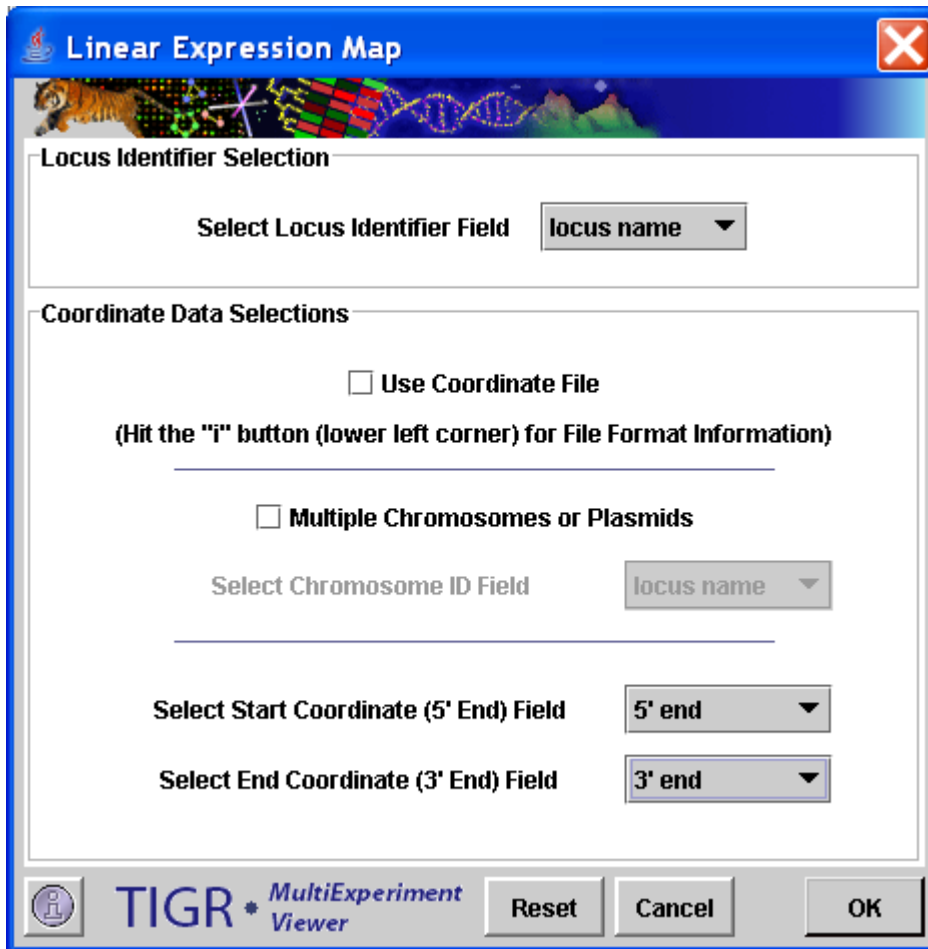 Linear Expression Map
Locus Identifier Selection
Select Locus Identifier Field locus name
Coordinate Data Selections
Use Coordinate File
(Hit the "i" button (lower left corner) for File Format Information)
Multiple Chromosomes or Plasmids
Select Chromosome ID Field locus name
Select Start Coordinate (5' End) Field 5' end
Select End Coordinate (3' End) Field 3' end
i TIGR MultiExperiment Viewer Reset Cancel OK